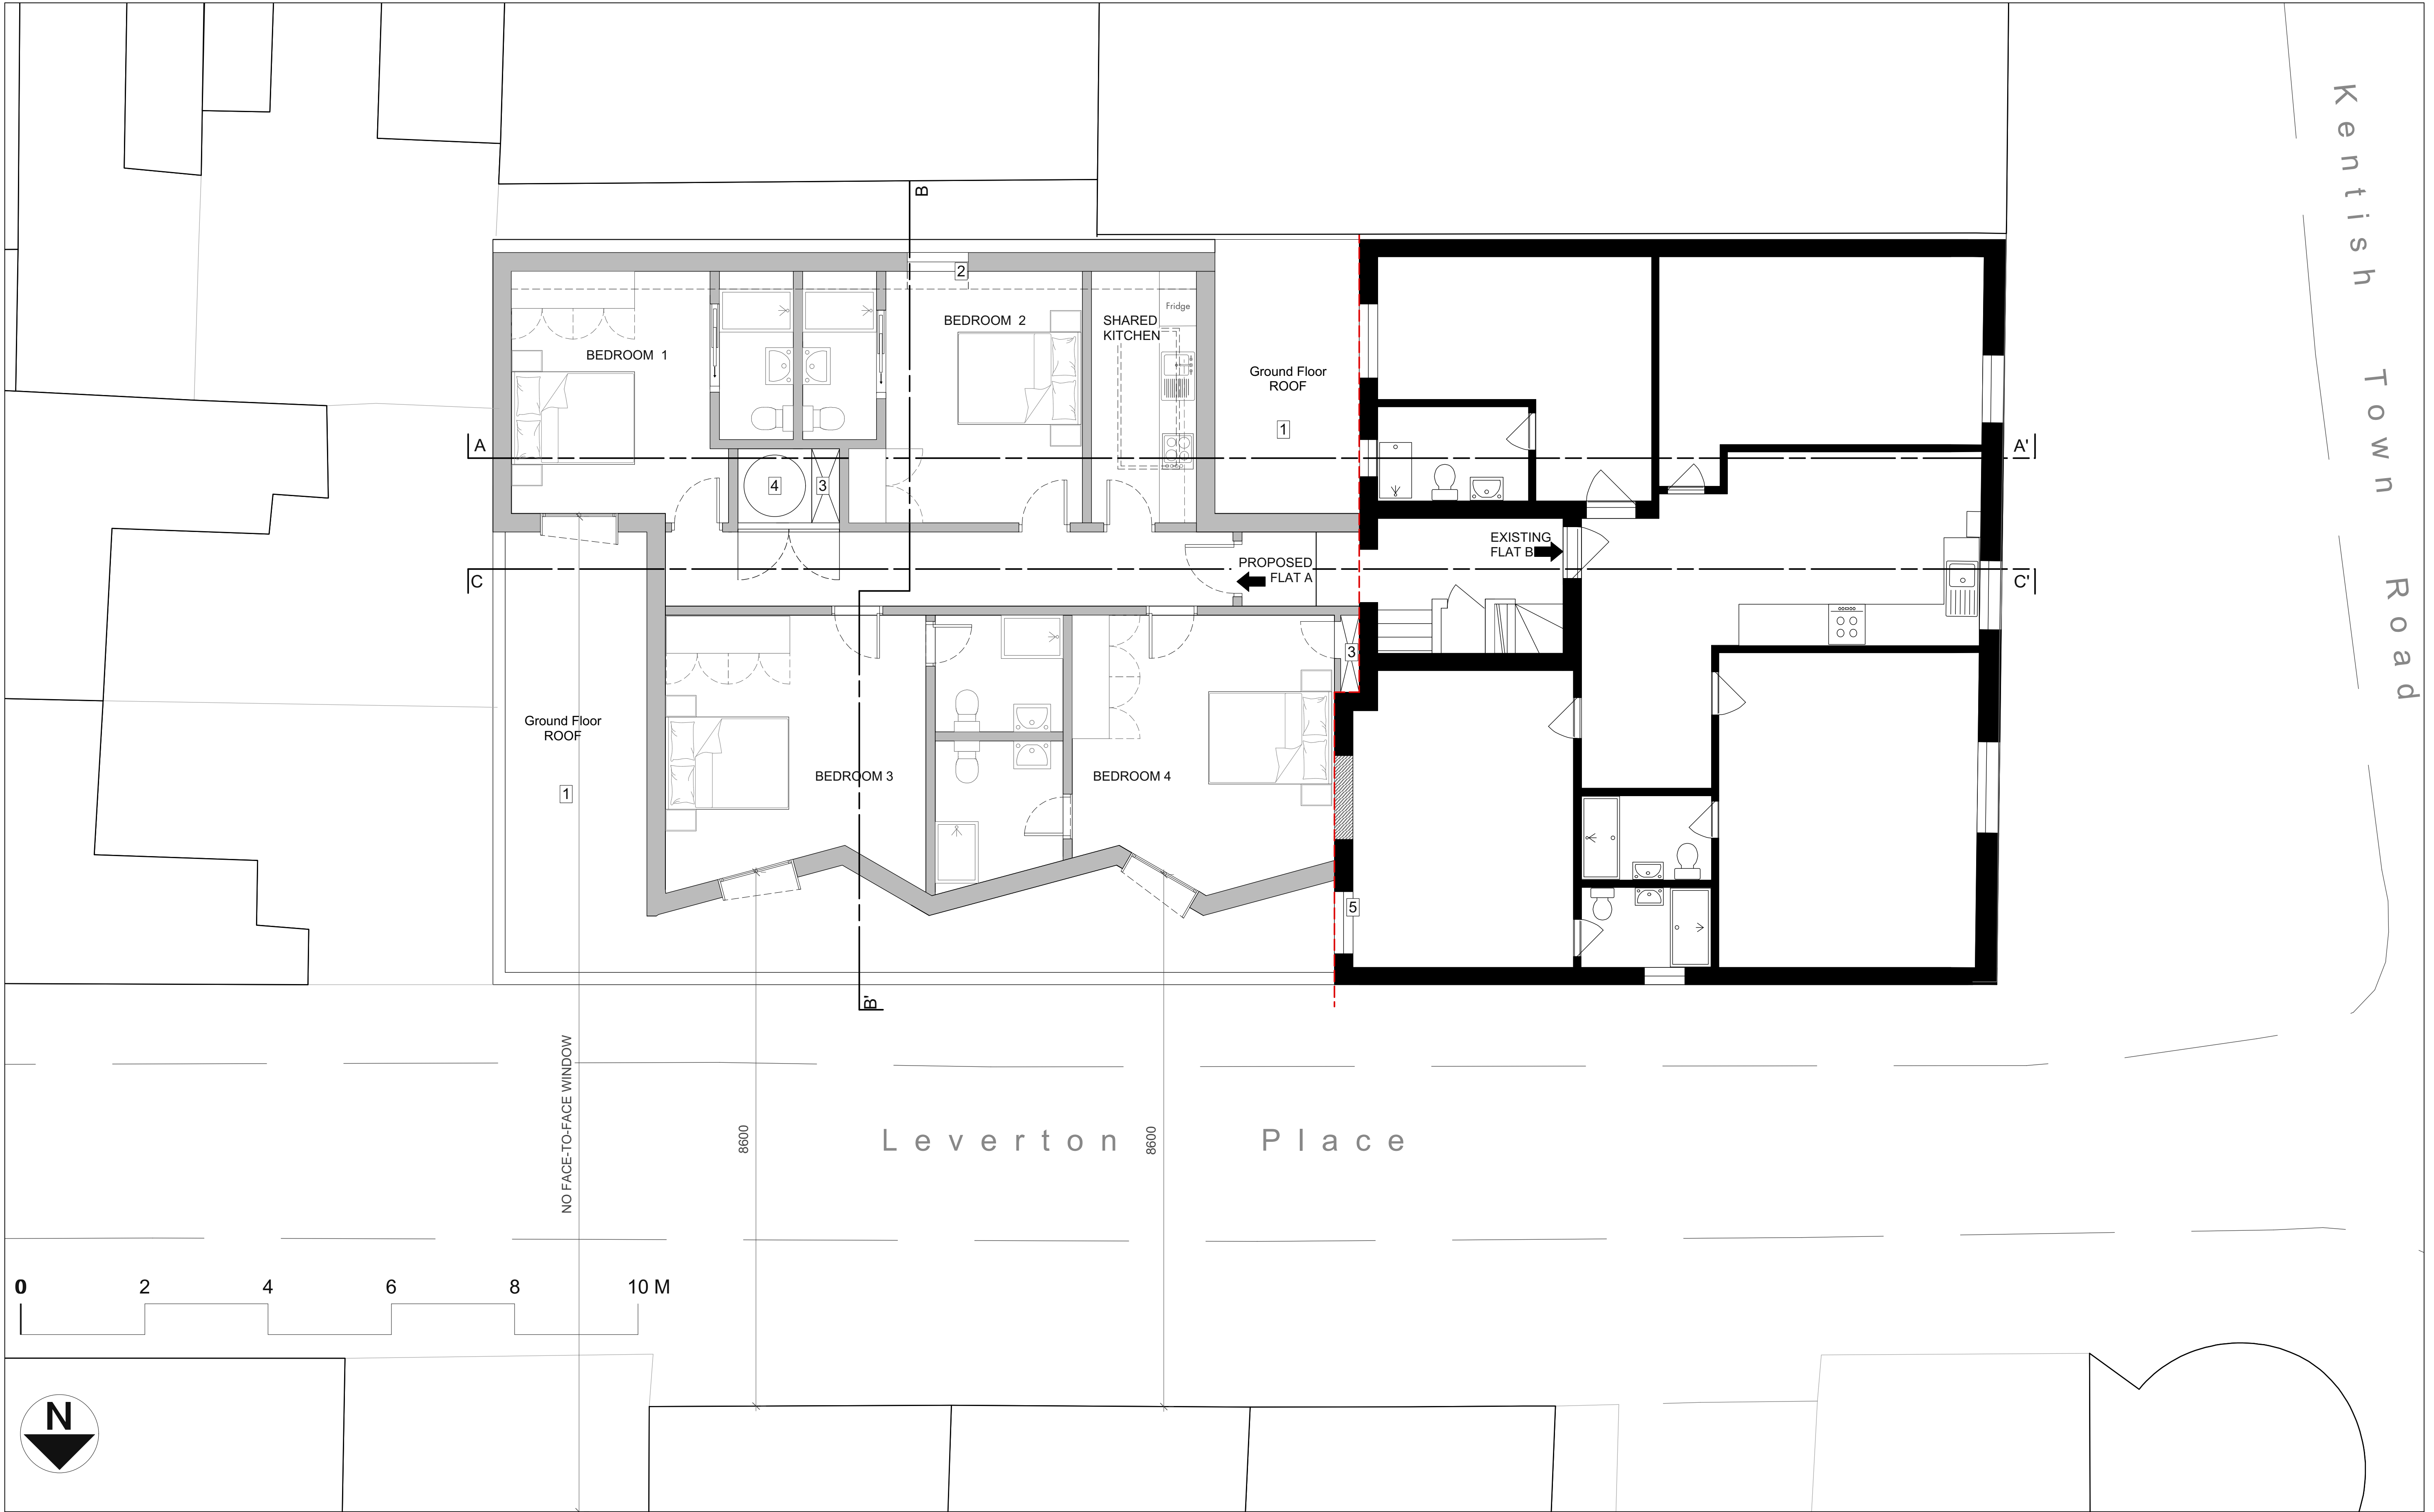 Kentish Town Road
B
2
BEDROOM 1
BEDROOM 2
SHARED
KITCHEN
Fridge
Ground Floor
ROOF
1
A
A'
4
3
EXISTING
FLAT B
PROPOSED
FLAT A
C
C'
3
Ground Floor
ROOF
1
BEDROOM 3
BEDROOM 4
5
B'
NO FACE-TO-FACE WINDOW
8600
8600
Leverton Place
0 2 4 6 8 10 M
N